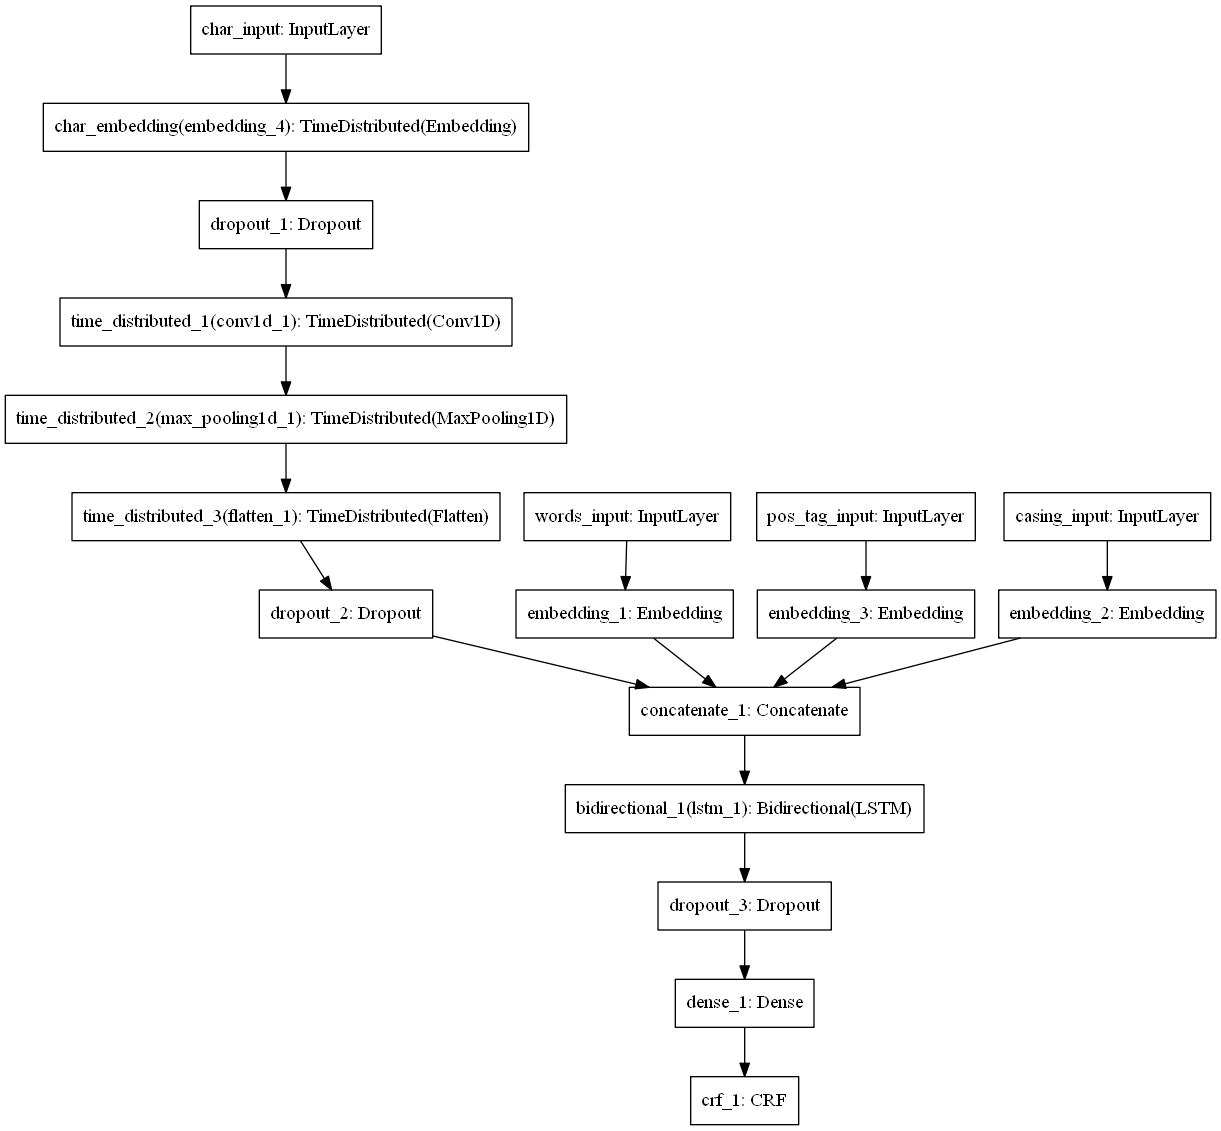 char_input: InputLayer
char_embedding(embedding_4): TimeDistributed(Embedding)
dropout_1: Dropout
time_distributed_1(conv1d_1): TimeDistributed(Conv1D)
time_distributed_2(max_pooling1d_1): TimeDistributed(MaxPooling1D)
time_distributed_3(flatten_1): TimeDistributed(Flatten)
words_input: InputLayer
pos_tag_input: InputLayer
casing_input: InputLayer
dropout_2: Dropout
embedding_1: Embedding
embedding_3: Embedding
embedding_2: Embedding
concatenate_1: Concatenate
bidirectional_1(lstm_1): Bidirectional(LSTM)
dropout_3: Dropout
dense_1: Dense
crf_1: CRF